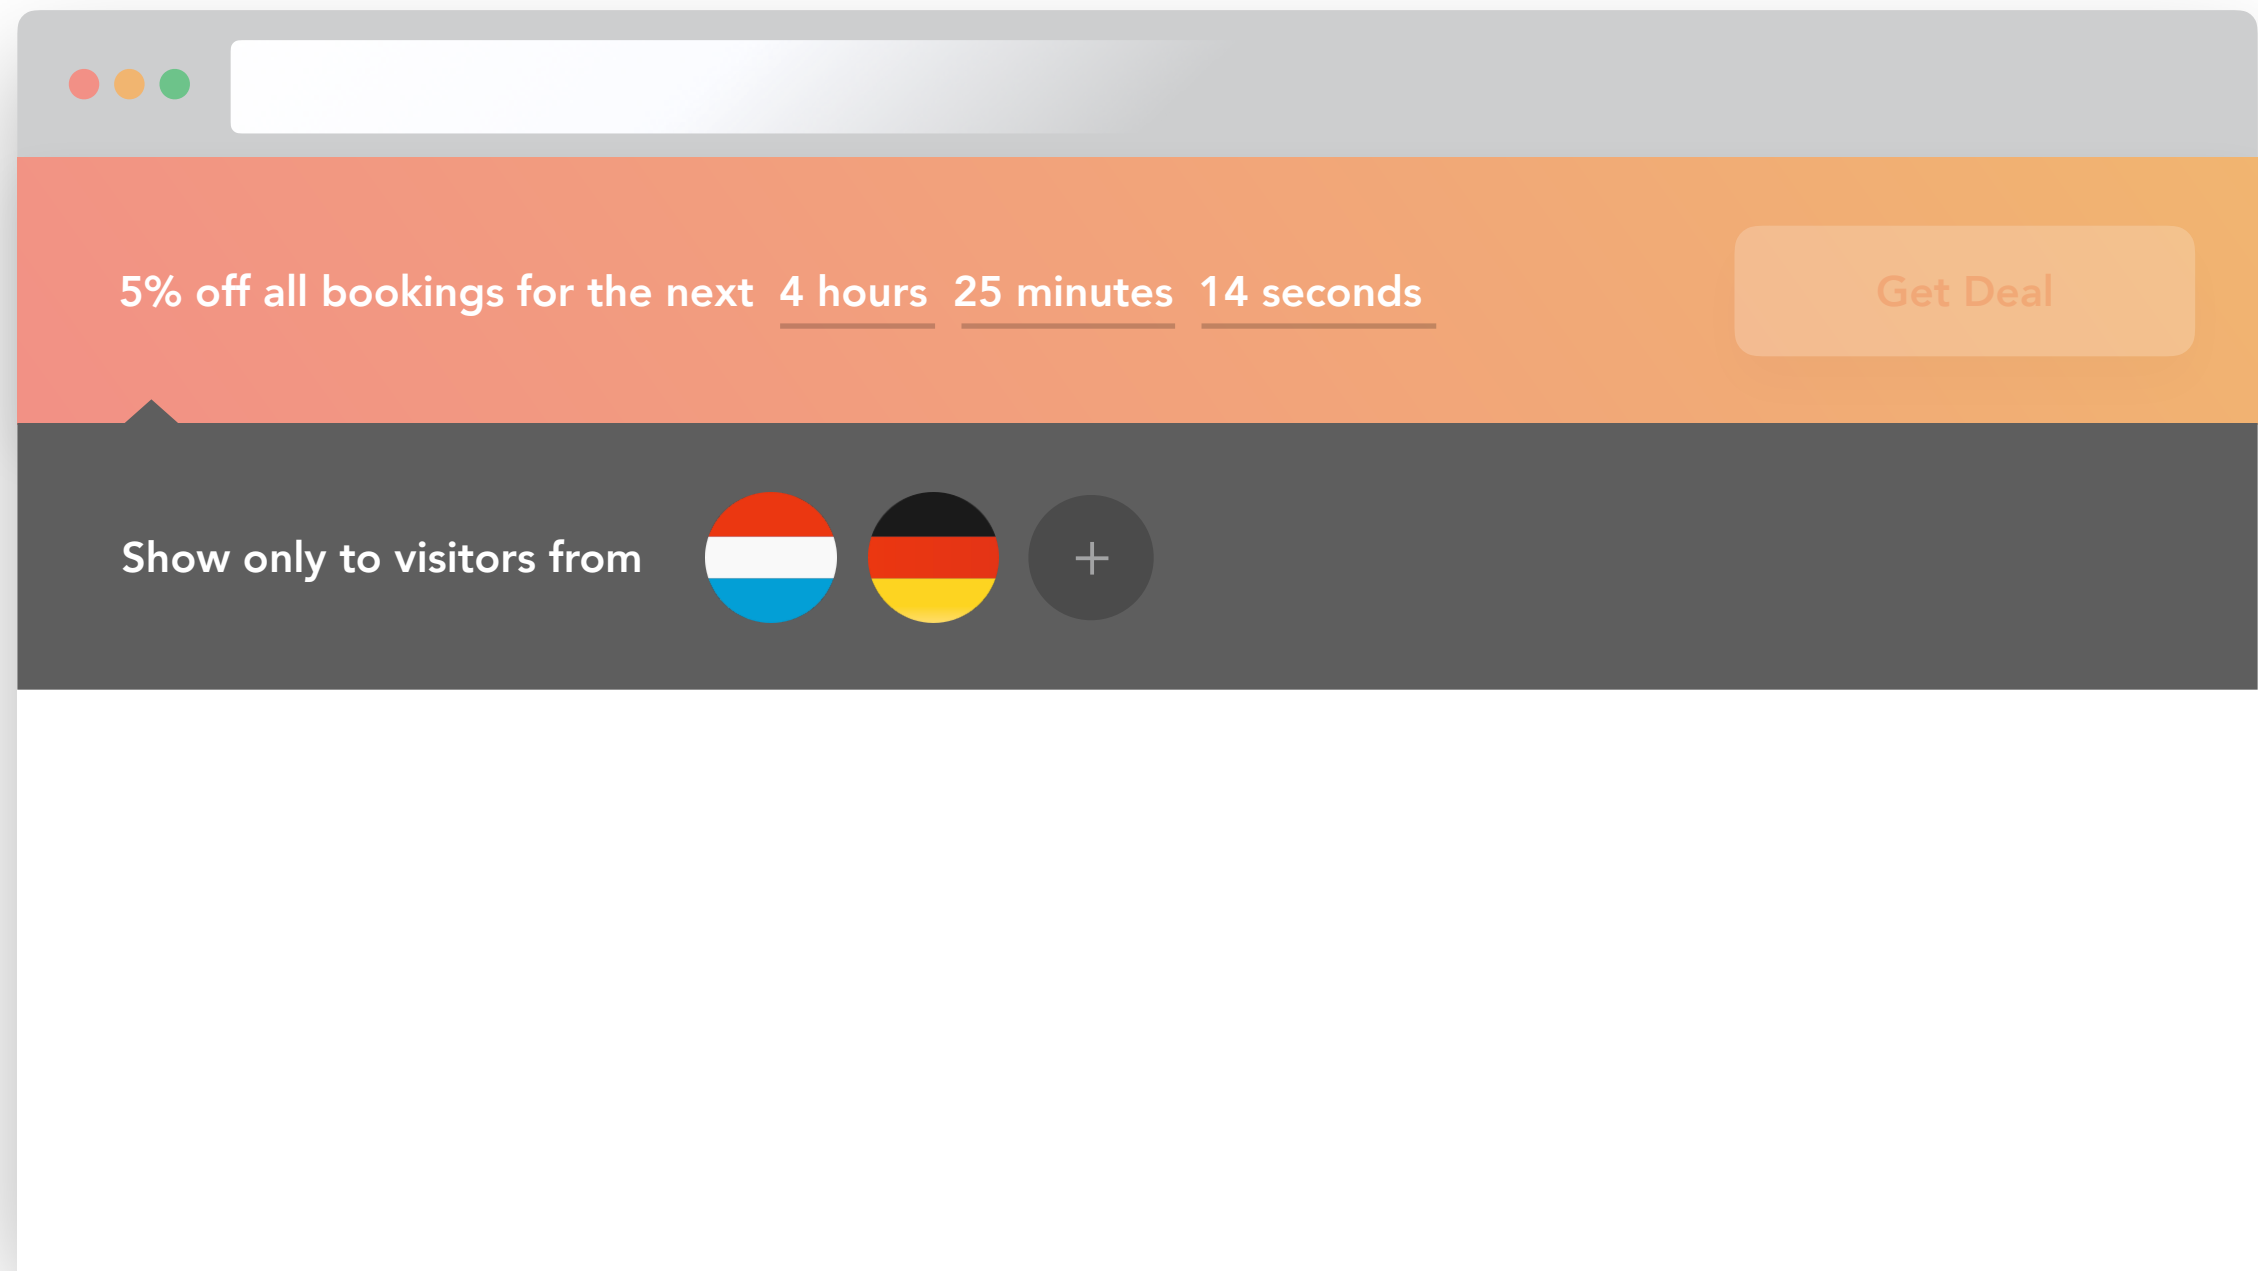 5% off all bookings for the next 4 hours 25 minutes 14 seconds
Get Deal
Show only to visitors from